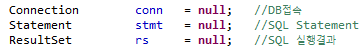 Connection conn = null; //DB접속
Statement stmt = null; //SQL Statement
ResultSet rs = null; //SQL 실행결과